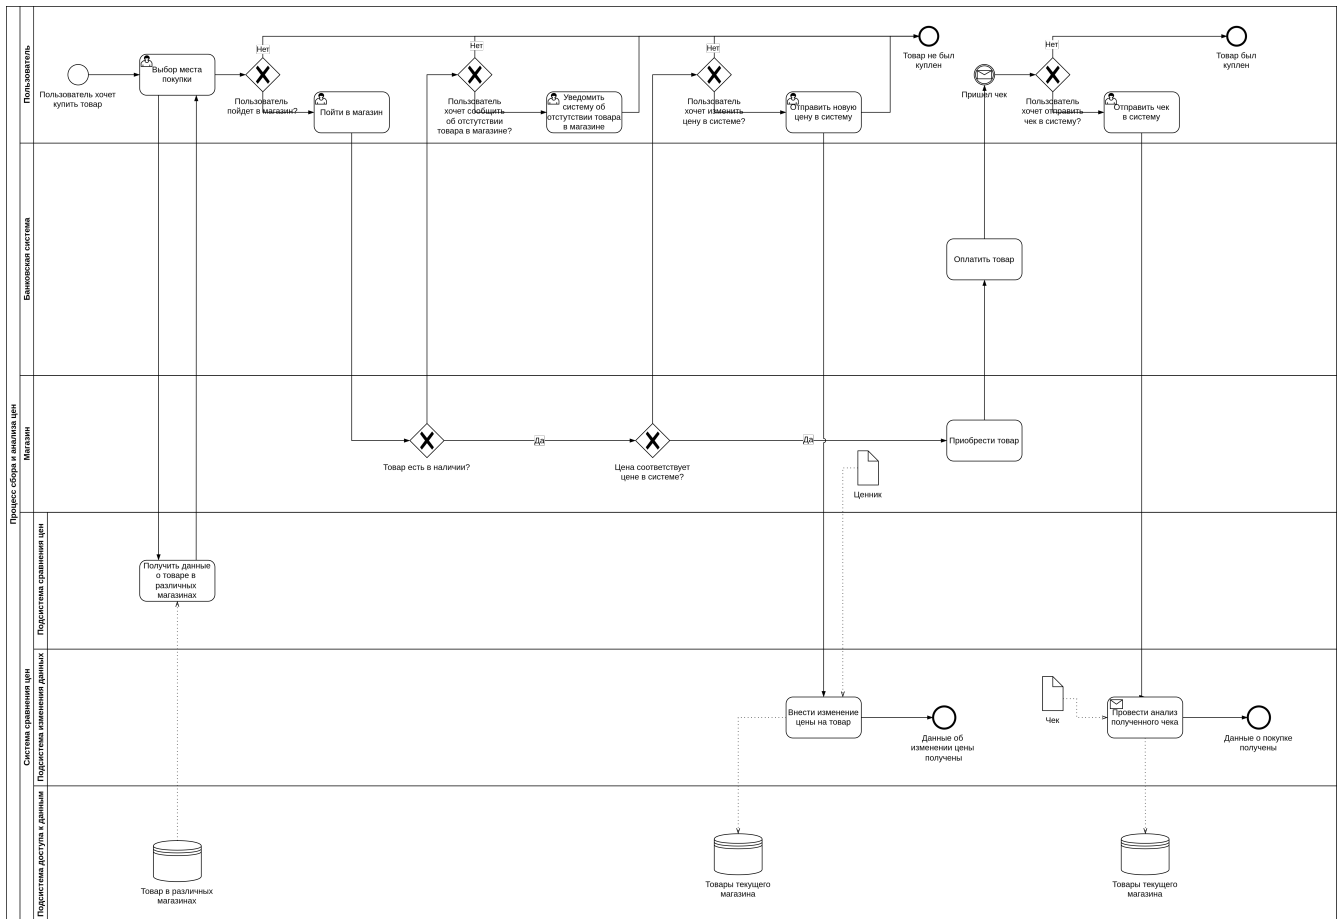 Процесс сбора и анализа цен
Пользователь
Пользователь хочет
купить товар
Выбор места
покупки
Нет
Пользователь
пойдет в магазин?
Пойти в магазин
Нет
Пользователь
хочет сообщить
об отстутствии
товара в магазине?
Уведомить
систему об
отстутствии товара
в магазине
Нет
Пользователь
хочет изменить
цену в системе?
Отправить новую
цену в систему
Товар не был
куплен
Пришел чек
Нет
Пользователь
хочет отправить
чек в систему?
Отправить чек
в систему
Товар был
куплен
Банковская система
Оплатить товар
Магазин
Товар есть в наличии?
Да
Цена соответствует
цене в системе?
Да
Приобрести товар
Ценник
Система сравнения цен
Подсистема сравнения цен
Получить данные
о товаре в
различных
магазинах
Подсистема изменения данных
Внести изменение
цены на товар
Данные об
изменении цены
получены
Чек
Провести анализ
полученного чека
Данные о покупке
получены
Подсистема доступа к данным
Товар в различных
магазинах
Товары текущего
магазина
Товары текущего
магазина